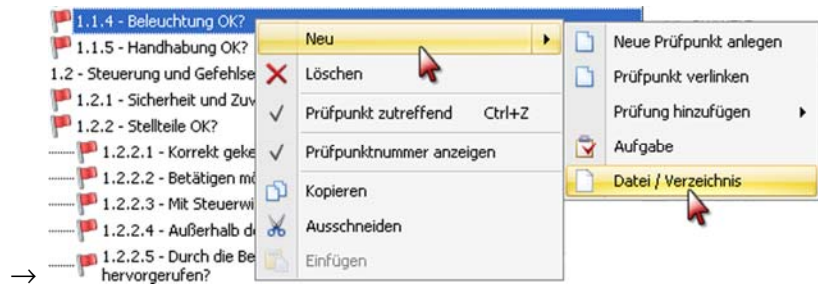 1.1.4 - Beleuchtung OK?
1.1.5 - Handhabung OK?
1.2 - Steuerung und Gefehlse
1.2.1 - Sicherheit und Zuv
1.2.2 - Stellteile OK?
1.2.2.1 - Korrekt geke
1.2.2.2 - Betätigen mö
1.2.2.3 - Mit Steuerwi
1.2.2.4 - Außerhalb d
1.2.2.5 - Durch die Be
hervorgerufen?
→
Neu
Löschen
Prüfpunkt zutreffend Ctrl+Z
Prüfpunktnummer anzeigen
Kopieren
Ausschneiden
Einfügen
Neue Prüfpunkt anlegen
Prüfpunkt verlinken
Prüfung hinzufügen
Aufgabe
Datei / Verzeichnis